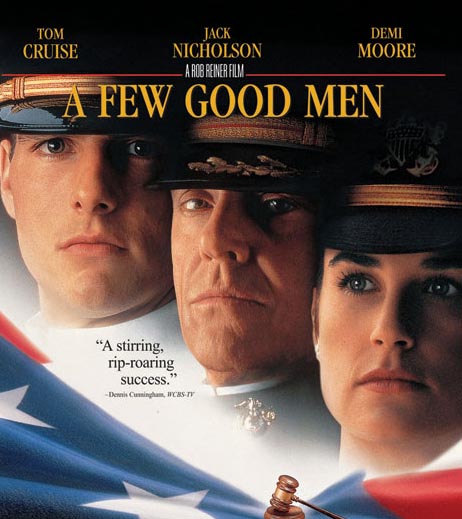 TOM
CRUISE
JACK
NICHOLSON
DEMI
MOORE
A ROB REINER FILM
A FEW GOOD MEN
“A stirring,
rip-roaring
success.”
–Dennis Cunningham, WCBS-TV